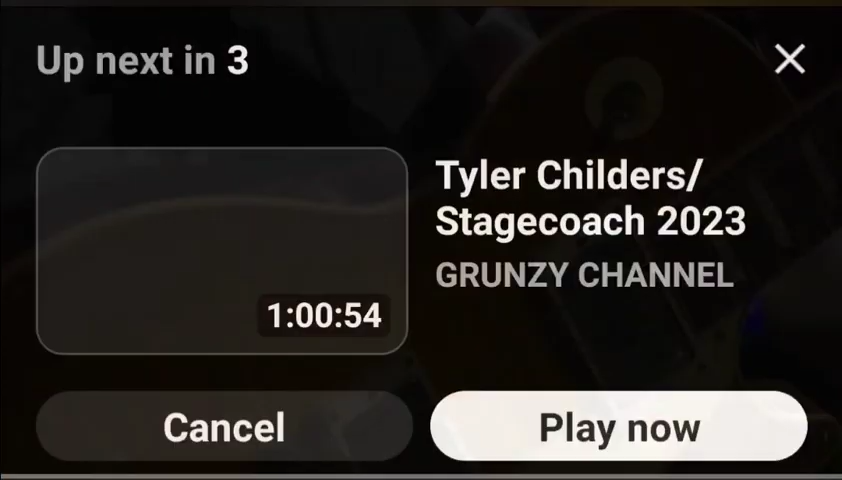 Up next in 3
Tyler Childers/
Stagecoach 2023
GRUNZY CHANNEL
1:00:54
Cancel
Play now